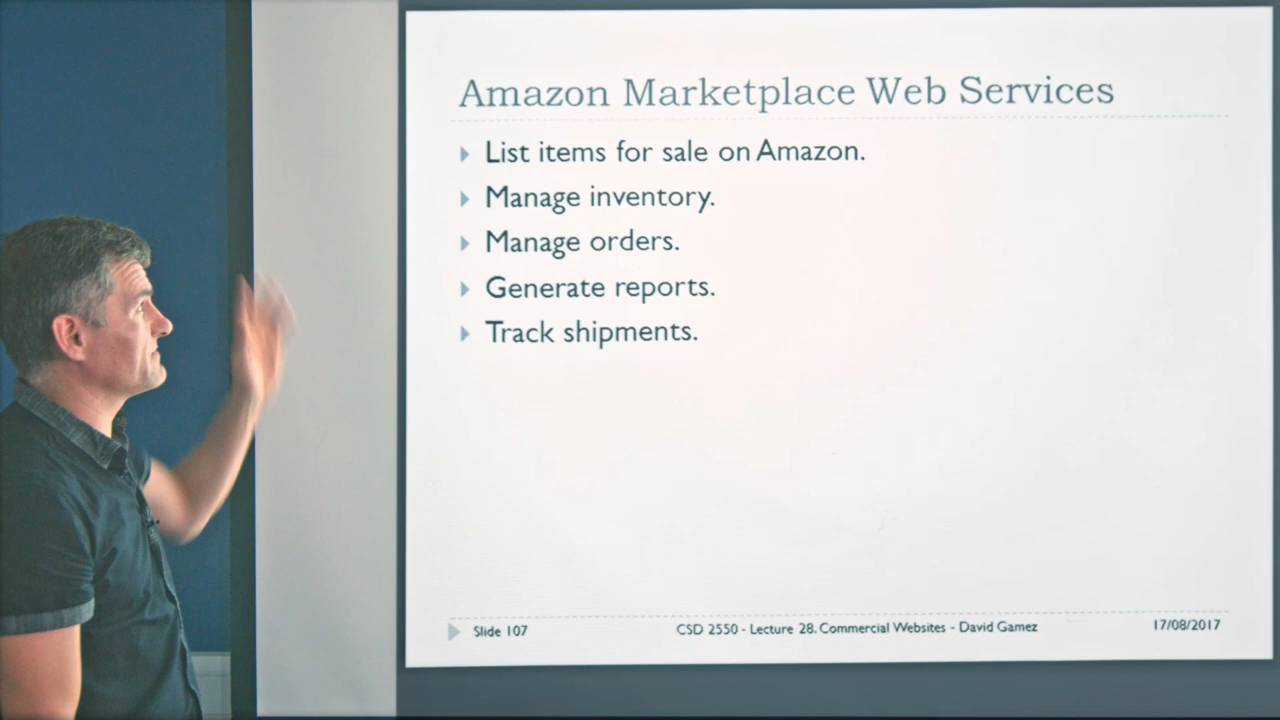 Amazon Marketplace Web Services
List items for sale on Amazon.
Manage inventory.
Manage orders.
Generate reports.
Track shipments.
Slide 107
CSD 2550 - Lecture 28. Commercial Websites - David Gamez
17/08/2017